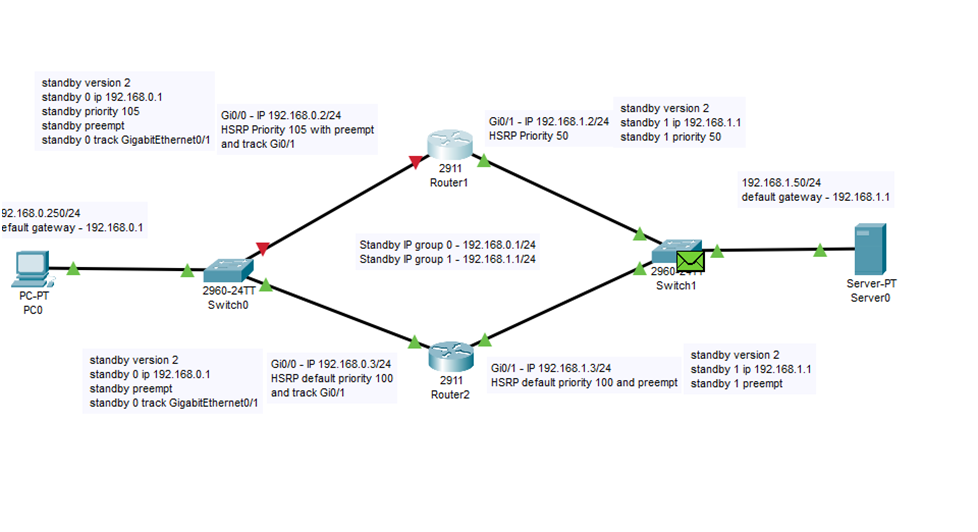 standby version 2
standby 0 ip 192.168.0.1
standby priority 105
standby preempt
standby 0 track GigabitEthernet0/1
Gi0/0 - IP 192.168.0.2/24
HSRP Priority 105 with preempt
and track Gi0/1
2911
Router1
Gi0/1 - IP 192.168.1.2/24
HSRP Priority 50
standby version 2
standby 1 ip 192.168.1.1
standby 1 priority 50
192.168.1.50/24
default gateway - 192.168.1.1
92.168.0.250/24
efault gateway - 192.168.0.1
Standby IP group 0 - 192.168.0.1/24
Standby IP group 1 - 192.168.1.1/24
PC-PT
PC0
2960-24TT
Switch0
2960-24TT
Switch1
Server-PT
Server0
standby version 2
standby 0 ip 192.168.0.1
standby preempt
standby 0 track GigabitEthernet0/1
Gi0/0 - IP 192.168.0.3/24
HSRP default priority 100
and track Gi0/1
2911
Router2
Gi0/1 - IP 192.168.1.3/24
HSRP default priority 100 and preempt
standby version 2
standby 1 ip 192.168.1.1
standby 1 preempt